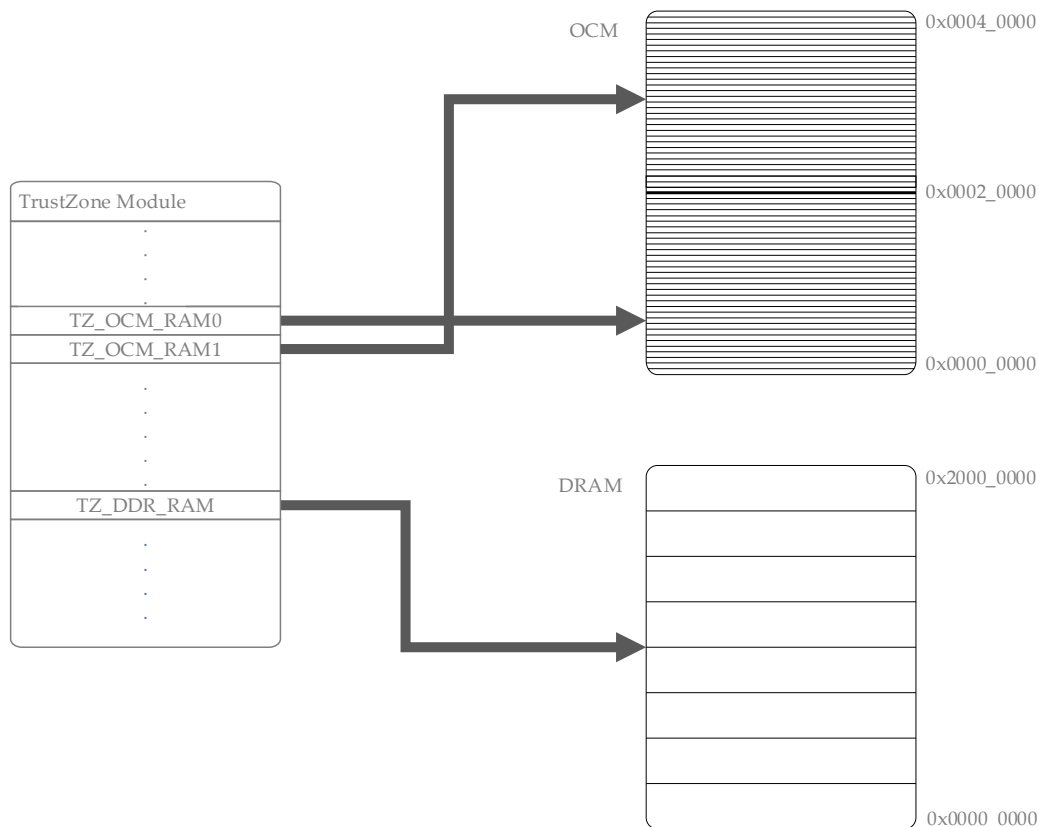 OCM
0x0004_0000
TrustZone Module
0x0002_0000
TZ_OCM_RAM0
TZ_OCM_RAM1
0x0000_0000
DRAM
0x2000_0000
TZ_DDR_RAM
0x0000_0000